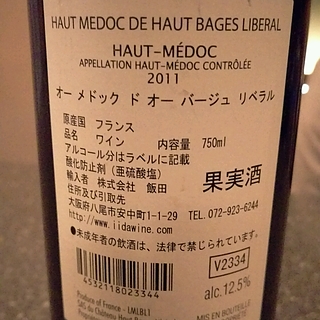 HAUT MEDOC DE HAUT BAGES LIBERAL
HAUT-MÉDOC
APPELLATION HAUT-MÉDOC CONTRÔLÉE
2011
オー メドック ド オー バージュ リベラル
原産国 フランス
品名 ワイン 内容量 750ml
アルコール分はラベルに記載
酸化防止剤（亜硫酸塩）
輸入者 株式会社 飯田
果実酒
住所及び引取先
大阪府八尾市安中町1-1-29 TEL.072-923-6244
http://www.iidawine.com
●未成年者の飲酒は、法律で禁じられています。
V2334
4532118023344
alc.12.5%
Produce of France - LMLBL1
SAS du Château Haut
MIS EN BOUTEILLE